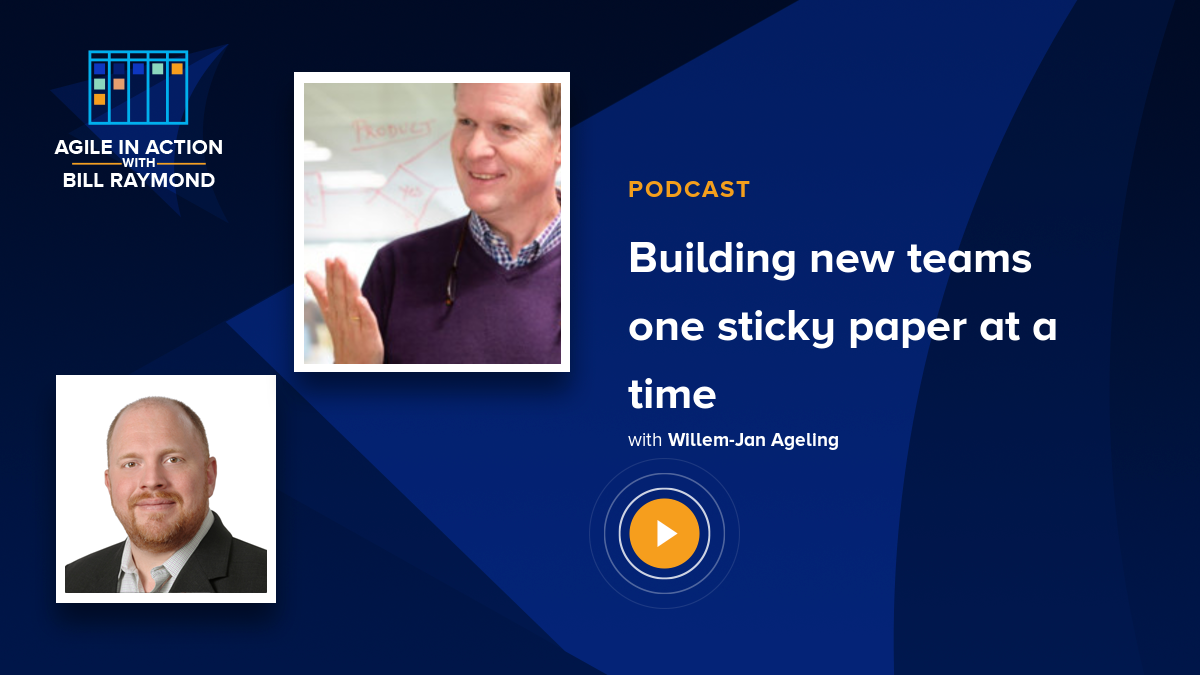 AGILE IN ACTION
WITH
BILL RAYMOND
PRODUCT
YES
PODCAST
Building new teams
one sticky paper at a
time
with Willem-Jan Ageling